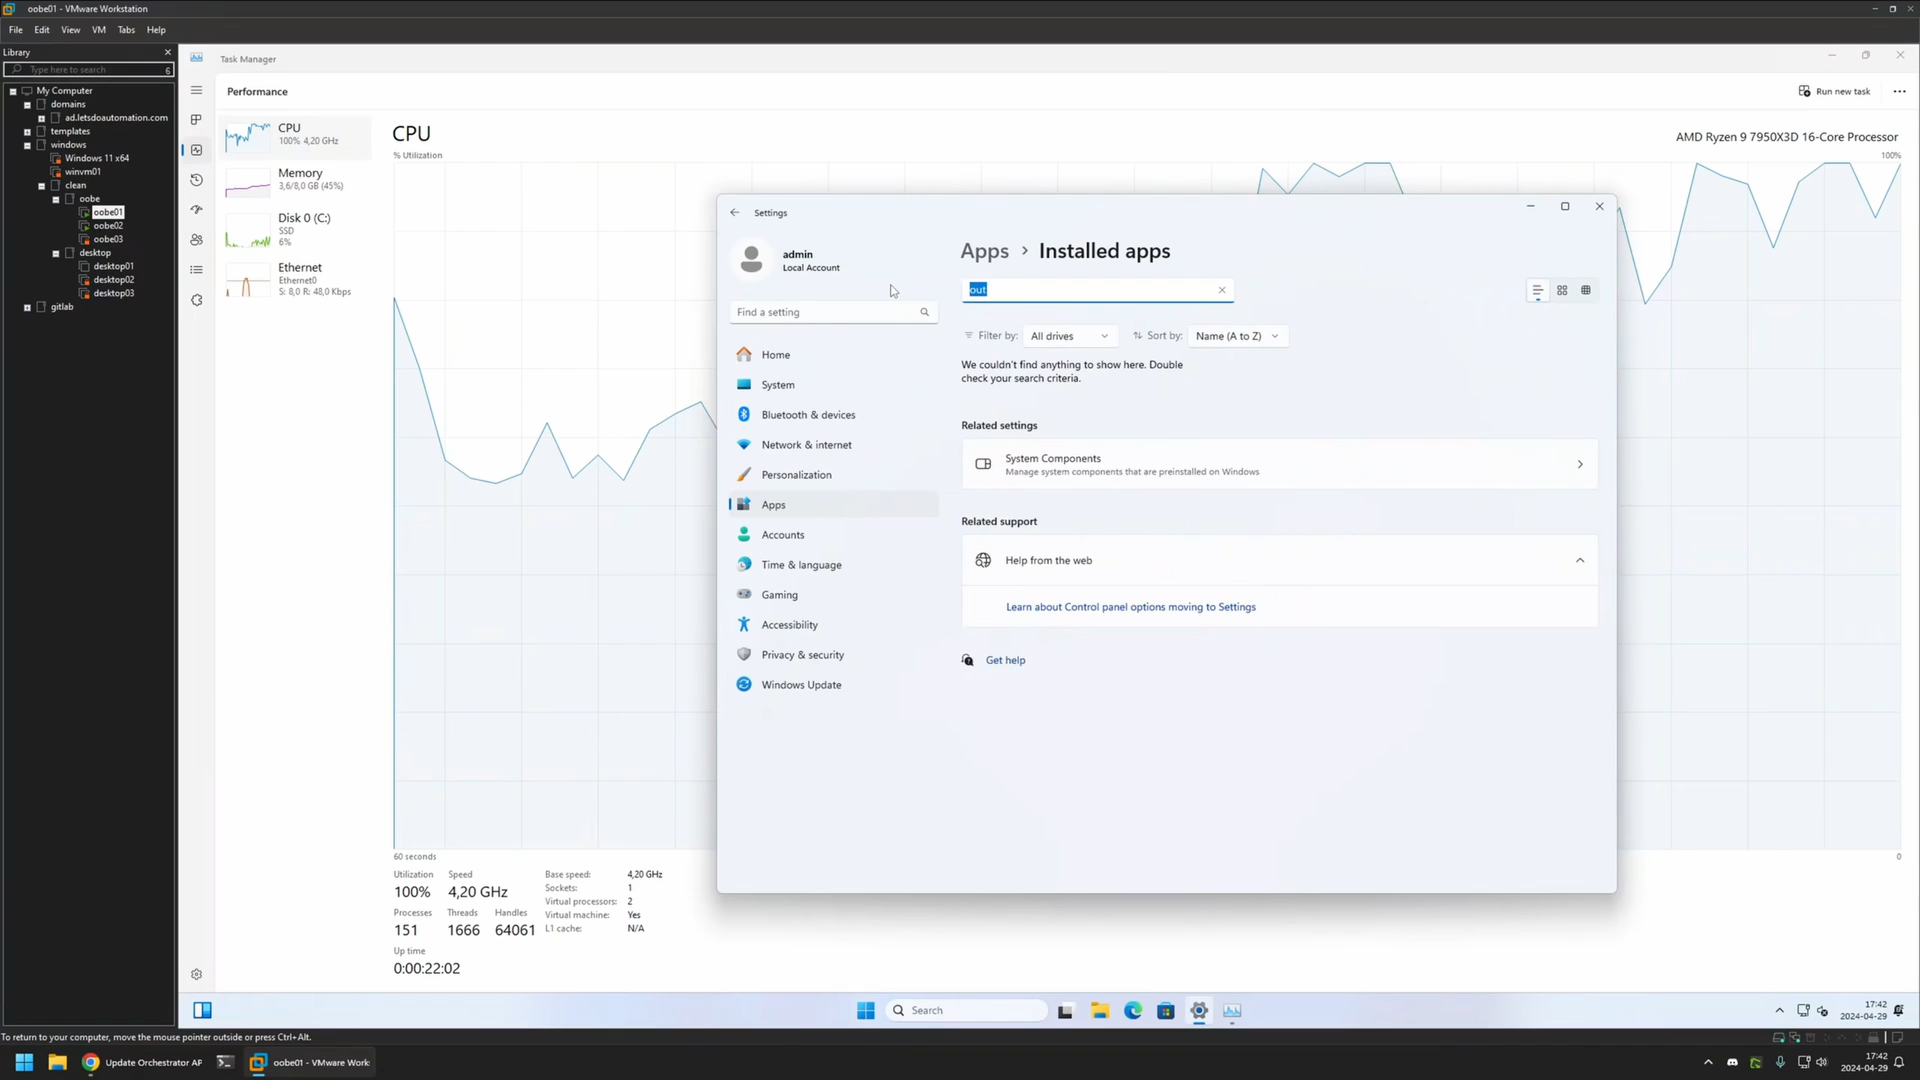 oobe01 - VMware Workstation
File Edit View VM Tabs Help
Library
Type here to search
6
My Computer
domains
ad.letsdoautomation.com
templates
windows
Windows 11 x64
winvm01
clean
oobe
oobe01
oobe02
oobe03
desktop
desktop01
desktop02
desktop03
gitlab
Task Manager
Performance
Run new task
CPU
100% 4,20 GHz
Memory
3,6/8,0 GB (45%)
Disk 0 (C:)
SSD
6%
Ethernet
Ethernet0
S: 8,0 R: 48,0 Kbps
CPU
AMD Ryzen 9 7950X3D 16-Core Processor
% Utilization
100%
Settings
admin
Local Account
Find a setting
Home
System
Bluetooth & devices
Network & internet
Personalization
Apps
Accounts
Time & language
Gaming
Accessibility
Privacy & security
Windows Update
Apps › Installed apps
out
Filter by: All drives
Sort by: Name (A to Z)
We couldn't find anything to show here. Double
check your search criteria.
Related settings
System Components
Manage system components that are preinstalled on Windows
Related support
Help from the web
Learn about Control panel options moving to Settings
Get help
60 seconds
0
Utilization
100%
Speed
4,20 GHz
Processes
151
Threads
1666
Handles
64061
Up time
0:00:22:02
Base speed: 4,20 GHz
Sockets: 1
Virtual processors: 2
Virtual machine: Yes
L1 cache: N/A
Search
17:42
2024-04-29
To return to your computer, move the mouse pointer outside or press Ctrl+Alt.
Update Orchestrator AP
oobe01 - VMware Work
17:42
2024-04-29